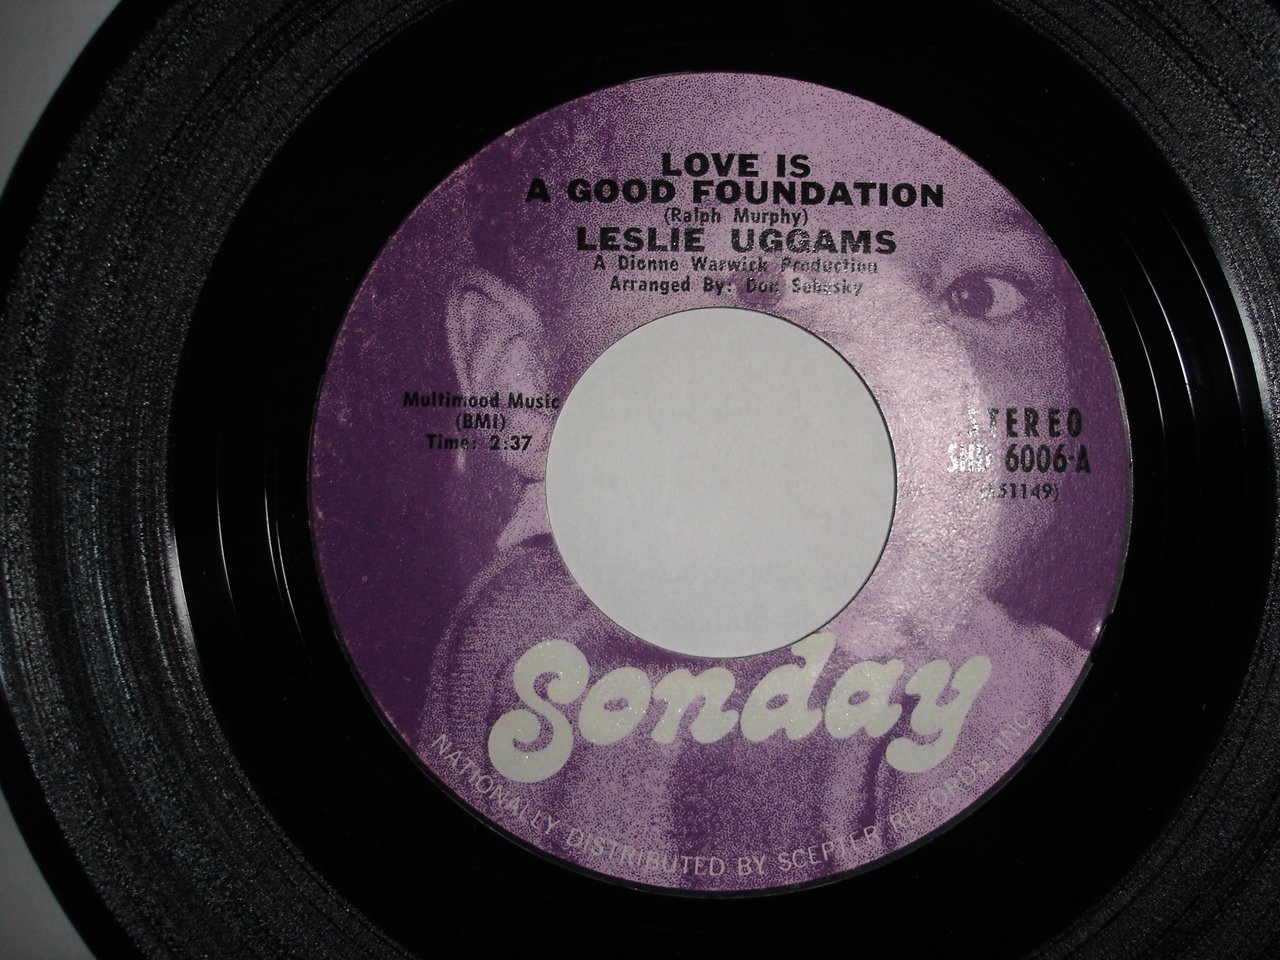 LOVE IS
A GOOD FOUNDATION
(Ralph Murphy)
LESLIE UGGAMS
A Dionne Warwick Production
Arranged By: Don Sebesky
Multimood Music
(BMI)
Time: 2:37
STEREO
SND 6006-A
Sonday
NATIONALLY DISTRIBUTED BY SCEPTER RECORDS INC.